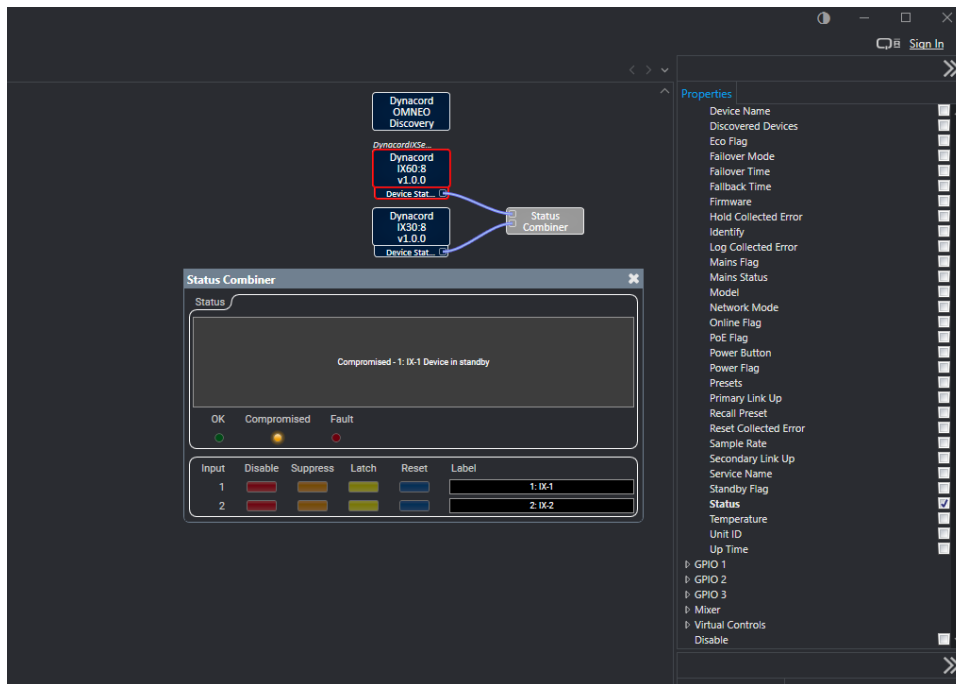 Sign In
Properties
Dynacord
OMNEO
Discovery
DynacordIXSe...
Dynacord
IX60:8
v1.0.0
Device Stat...
Dynacord
IX30:8
v1.0.0
Device Stat...
Status
Combiner
Status Combiner
Status
Compromised - 1: IX-1 Device in standby
OK Compromised Fault
Input Disable Suppress Latch Reset Label
1 1: IX-1
2 2: IX-2
Device Name
Discovered Devices
Eco Flag
Failover Mode
Failover Time
Fallback Time
Firmware
Hold Collected Error
Identify
Log Collected Error
Mains Flag
Mains Status
Model
Network Mode
Online Flag
PoE Flag
Power Button
Power Flag
Presets
Primary Link Up
Recall Preset
Reset Collected Error
Sample Rate
Secondary Link Up
Service Name
Standby Flag
Status
Temperature
Unit ID
Up Time
GPIO 1
GPIO 2
GPIO 3
Mixer
Virtual Controls
Disable